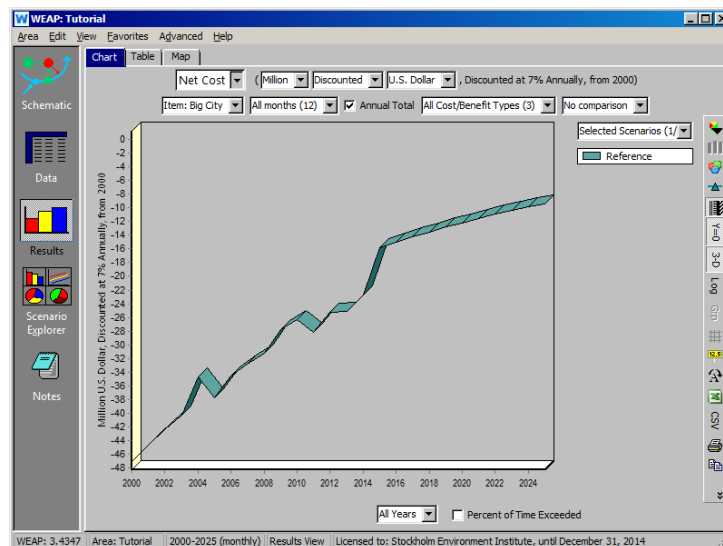 WEAP: Tutorial
Area Edit View Favorites Advanced Help
Schematic
Data
Results
Scenario
Explorer
Notes
Chart Table Map
Net Cost ( Million Discounted U.S. Dollar , Discounted at 7% Annually, from 2000)
Item: Big City All months (12) Annual Total All Cost/Benefit Types (3) No comparison
Selected Scenarios (1/
Reference
Million U.S. Dollar, Discounted at 7% Annually, from 2000
0
-2
-4
-6
-8
-10
-12
-14
-16
-18
-20
-22
-24
-26
-28
-30
-32
-34
-36
-38
-40
-42
-44
-46
-48
2000 2002 2004 2006 2008 2010 2012 2014 2016 2018 2020 2022 2024
All Years Percent of Time Exceeded
Y=0
3-D
Log
CSV
WEAP: 3.4347 Area: Tutorial 2000-2025 (monthly) Results View Licensed to: Stockholm Environment Institute, until December 31, 2014